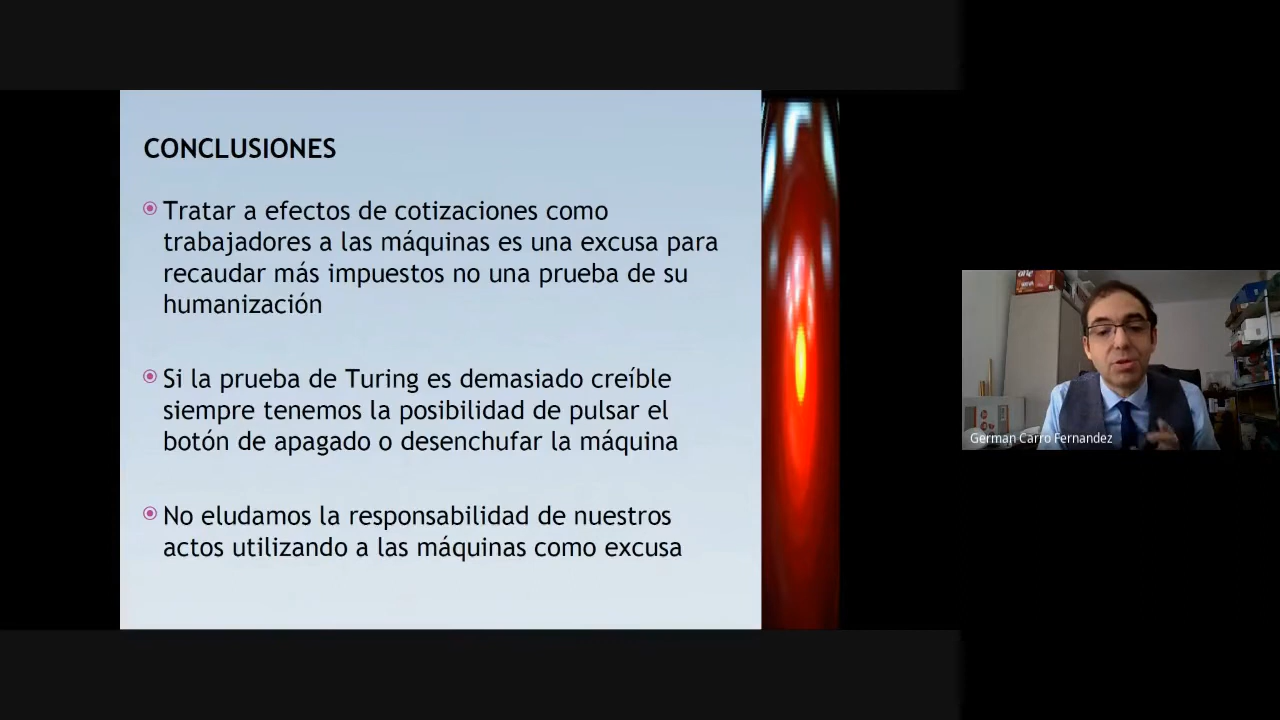 CONCLUSIONES
Tratar a efectos de cotizaciones como
trabajadores a las máquinas es una excusa para
recaudar más impuestos no una prueba de su
humanización
Si la prueba de Turing es demasiado creíble
siempre tenemos la posibilidad de pulsar el
botón de apagado o desenchufar la máquina
No eludamos la responsabilidad de nuestros
actos utilizando a las máquinas como excusa
German Carro Fernandez